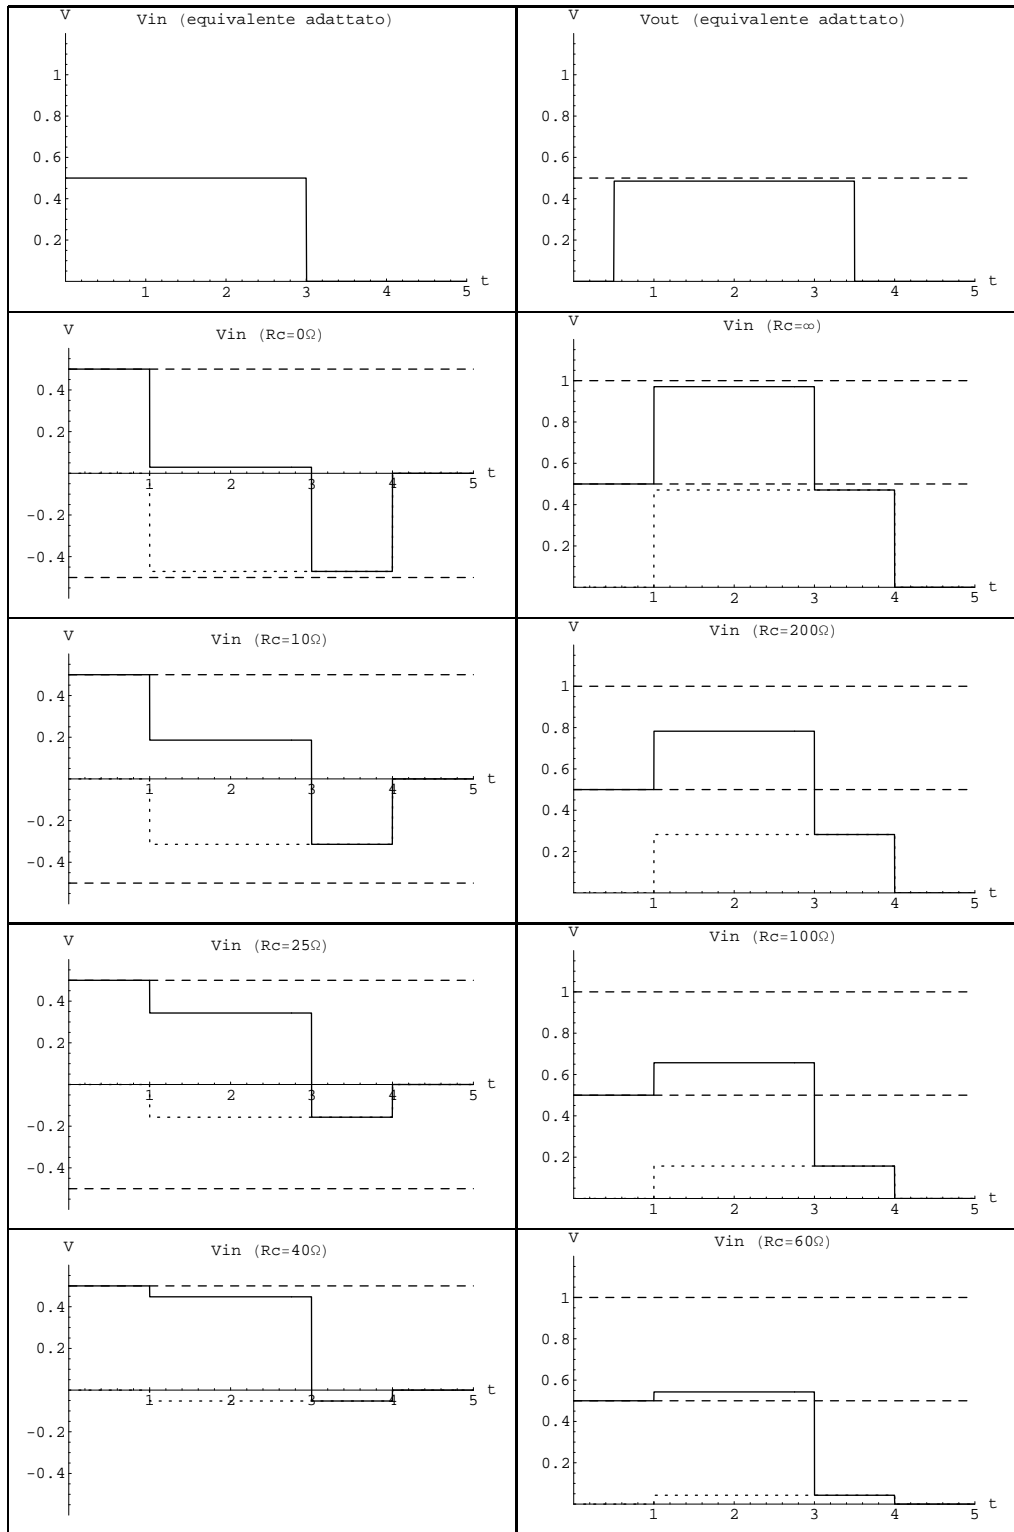 V
Vin (equivalente adattato)
1
0.8
0.6
0.4
0.2
1 2 3 4 5 t
V
Vout (equivalente adattato)
1
0.8
0.6
0.4
0.2
1 2 3 4 5 t
V
Vin (Rc=0Ω)
0.4
0.2
1 2 3 4 5 t
-0.2
-0.4
V
Vin (Rc=∞)
1
0.8
0.6
0.4
0.2
1 2 3 4 5 t
V
Vin (Rc=10Ω)
0.4
0.2
1 2 3 4 5 t
-0.2
-0.4
V
Vin (Rc=200Ω)
1
0.8
0.6
0.4
0.2
1 2 3 4 5 t
V
Vin (Rc=25Ω)
0.4
0.2
1 2 3 4 5 t
-0.2
-0.4
V
Vin (Rc=100Ω)
1
0.8
0.6
0.4
0.2
1 2 3 4 5 t
V
Vin (Rc=40Ω)
0.4
0.2
1 2 3 4 5 t
-0.2
-0.4
V
Vin (Rc=60Ω)
1
0.8
0.6
0.4
0.2
1 2 3 4 5 t